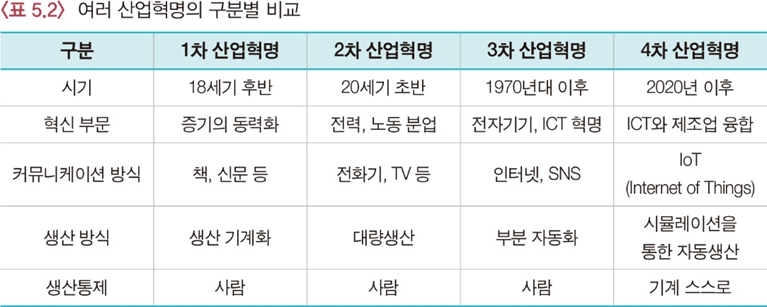 〈표 5.2〉 여러 산업혁명의 구분별 비교
구분 1차 산업혁명 2차 산업혁명 3차 산업혁명 4차 산업혁명
시기 18세기 후반 20세기 초반 1970년대 이후 2020년 이후
혁신 부문 증기의 동력화 전력, 노동 분업 전자기기, ICT 혁명 ICT와 제조업 융합
커뮤니케이션 방식 책, 신문 등 전화기, TV 등 인터넷, SNS IoT
(Internet of Things)
생산 방식 생산 기계화 대량생산 부분 자동화 시뮬레이션을
통한 자동생산
생산통제 사람 사람 사람 기계 스스로